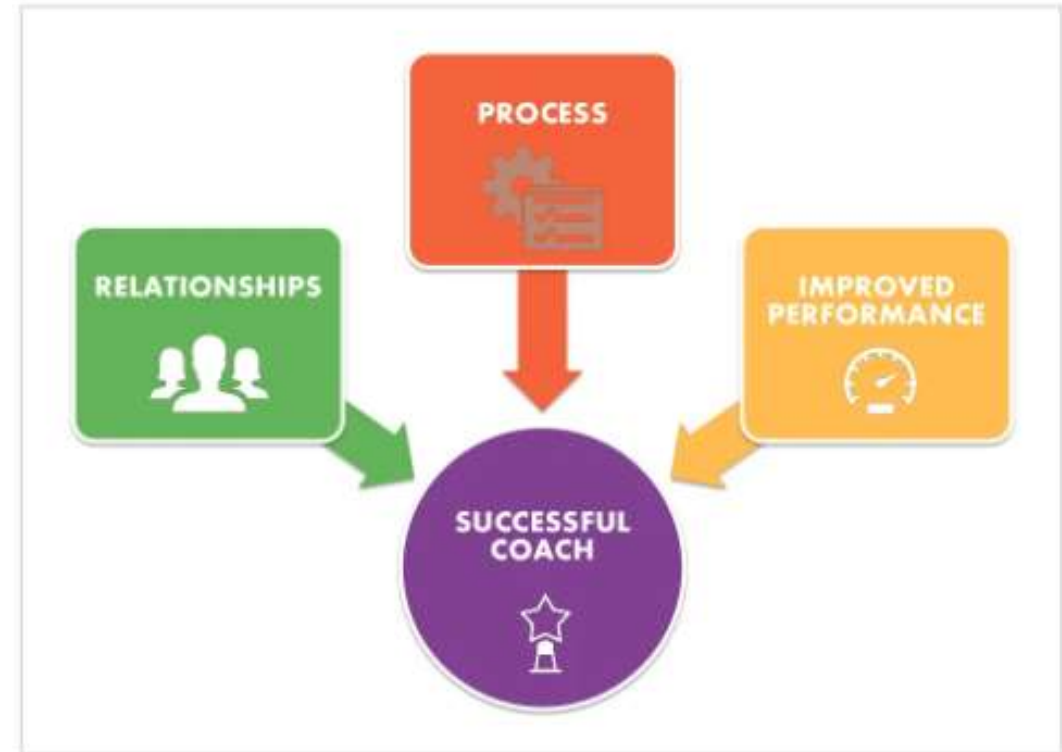 PROCESS
RELATIONSHIPS
IMPROVED
PERFORMANCE
SUCCESSFUL
COACH